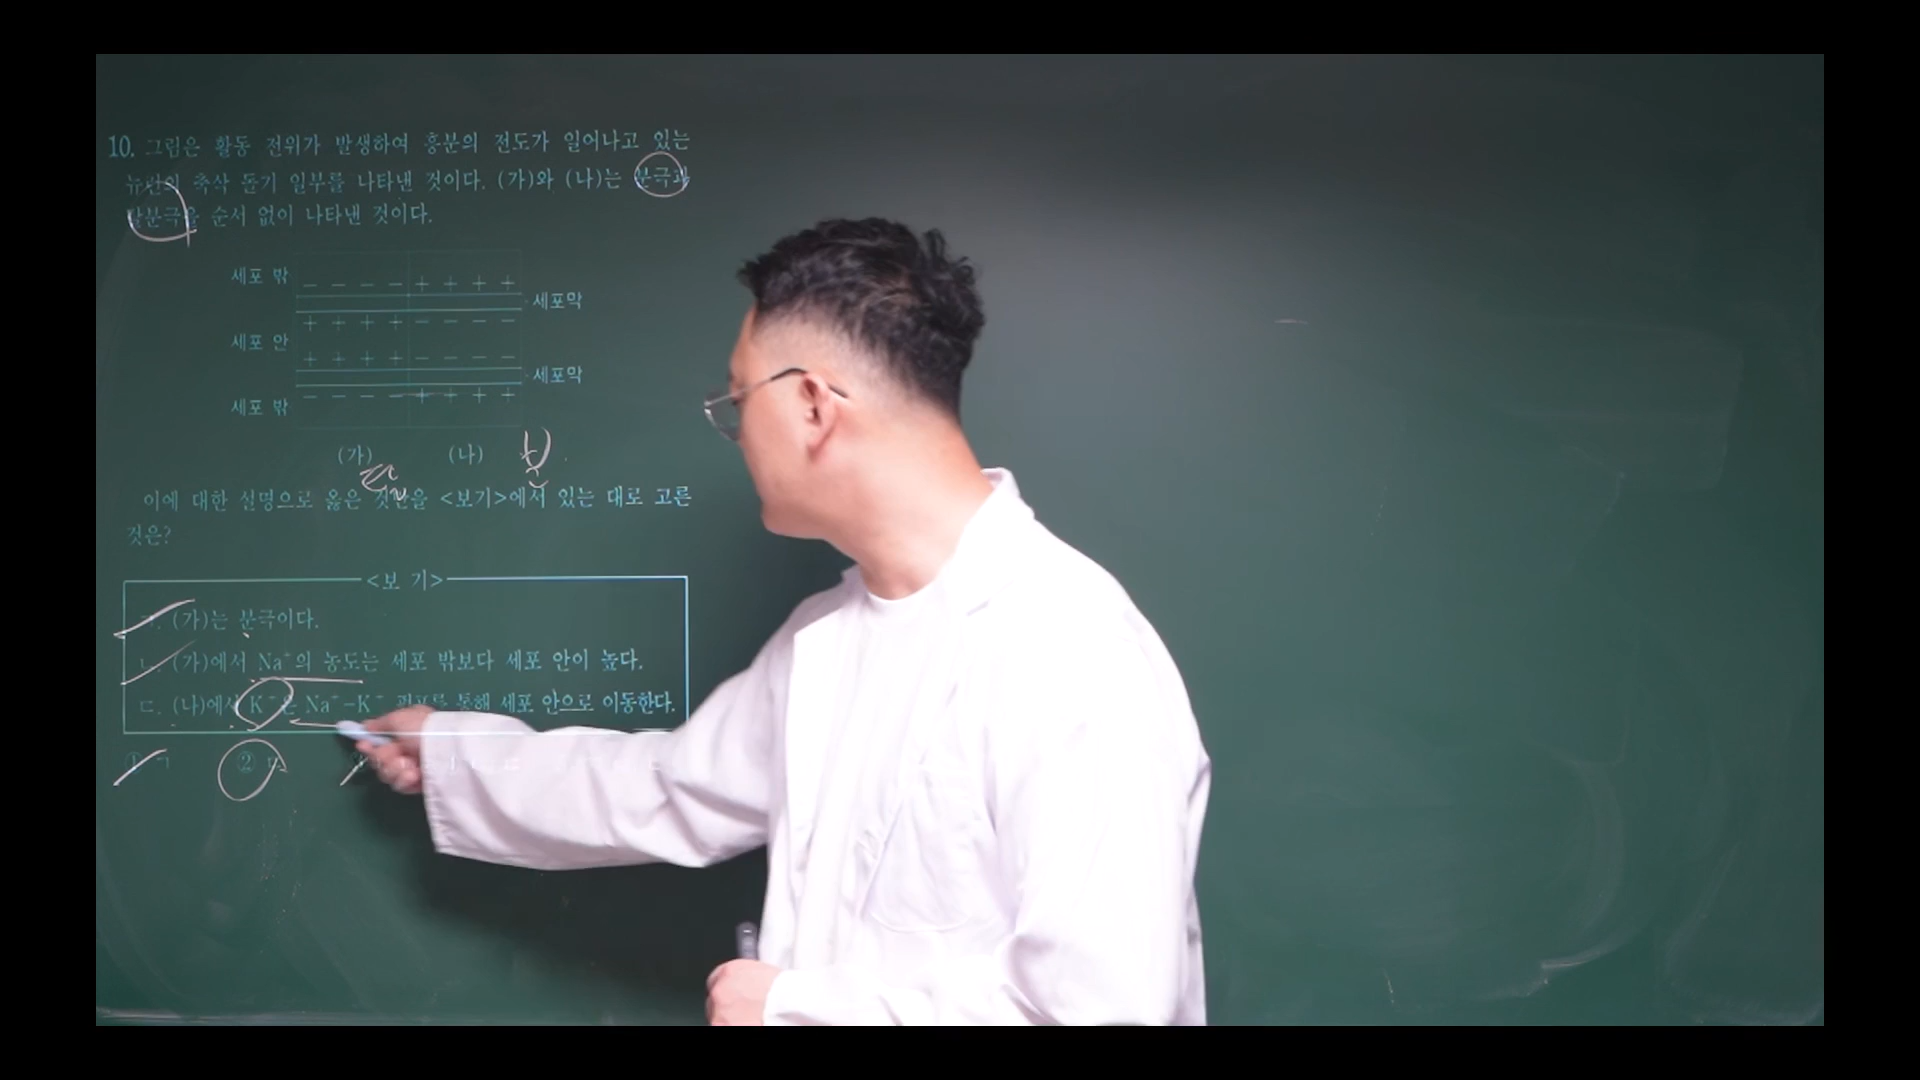 10. 그림은 활동 전위가 발생하여 흥분의 전도가 일어나고 있는
뉴런의 축삭 돌기 일부를 나타낸 것이다. (가)와 (나)는 분극과
탈분극을 순서 없이 나타낸 것이다.
세포 밖 − − − − + + + +
세포막
+ + + + − − − −
세포 안
+ + + + − − − −
세포막
− − − − + + + +
세포 밖
(가) (나) 분
탈
이에 대한 설명으로 옳은 것만을 <보기>에서 있는 대로 고른
것은?
<보 기>
ㄱ. (가)는 분극이다.
ㄴ. (가)에서 Na⁺의 농도는 세포 밖보다 세포 안이 높다.
ㄷ. (나)에서 K⁺은 Na⁺−K⁺ 펌프를 통해 세포 안으로 이동한다.
① ㄱ ② ㄷ